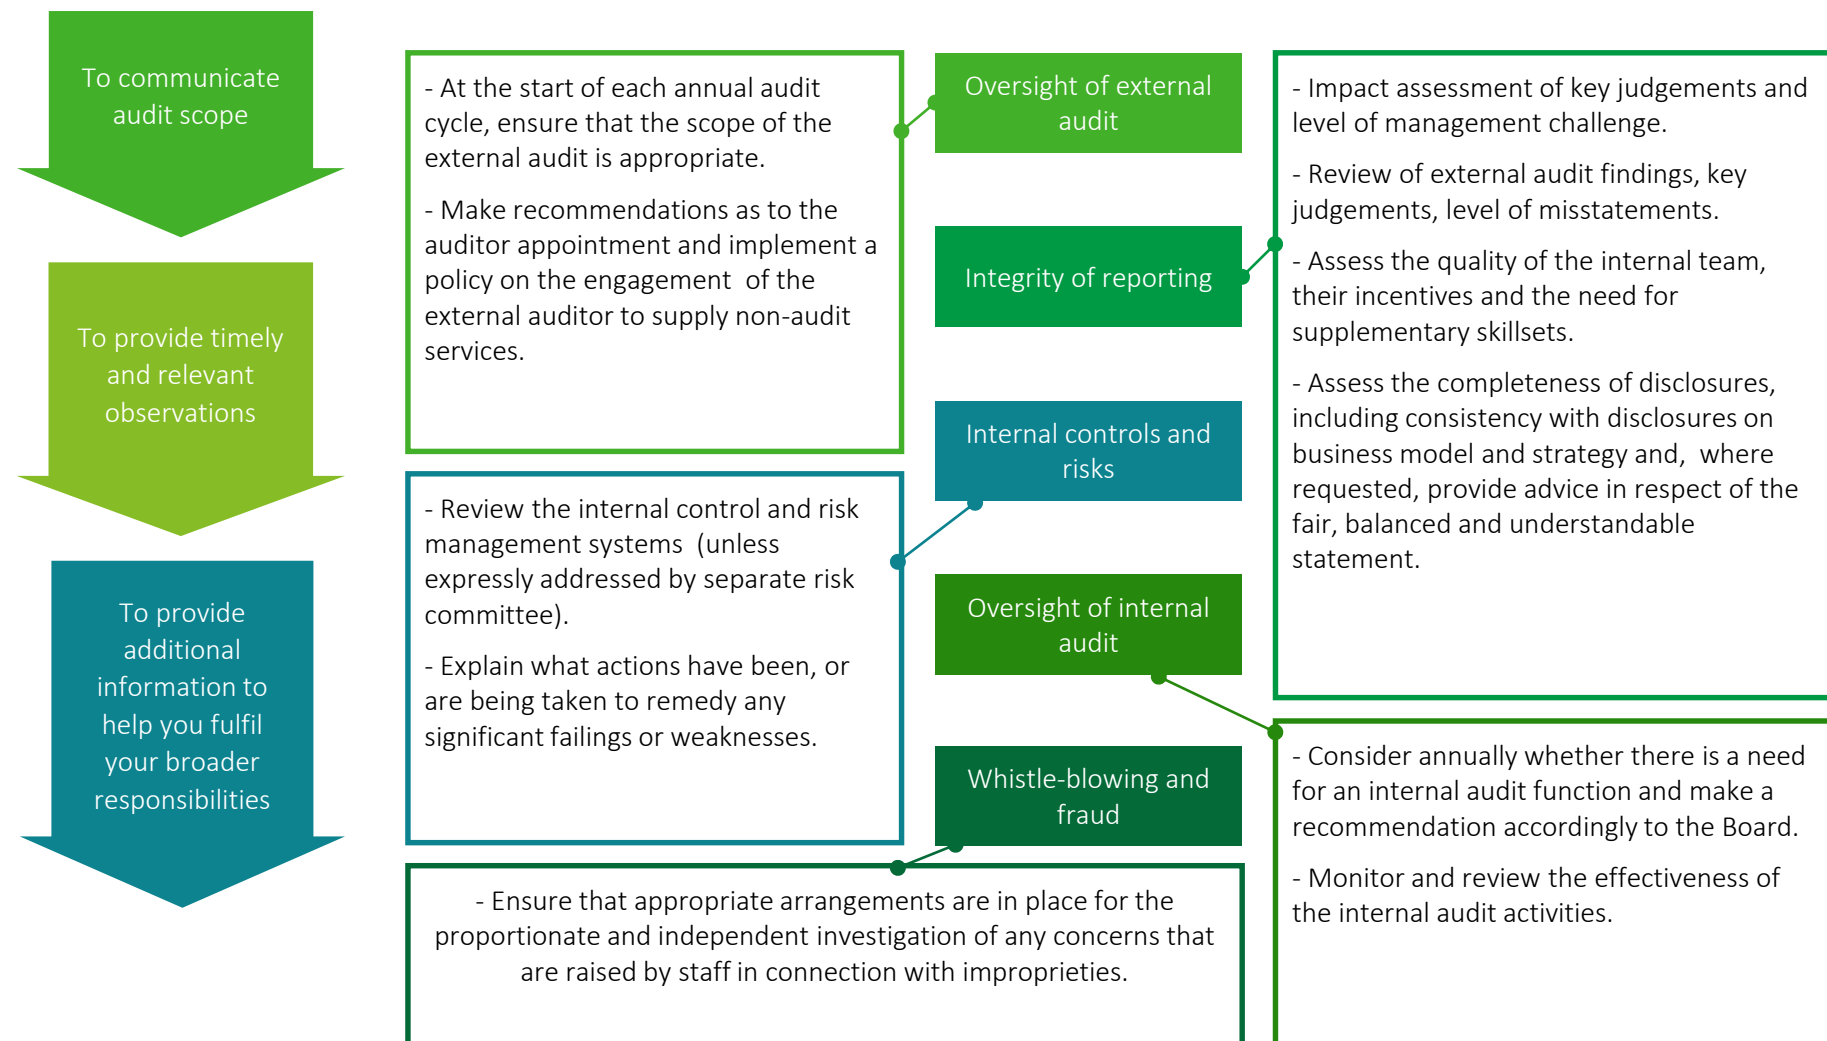 To communicate
audit scope
To provide timely
and relevant
observations
To provide
additional
information to
help you fulfil
your broader
responsibilities
- At the start of each annual audit
cycle, ensure that the scope of the
external audit is appropriate.
- Make recommendations as to the
auditor appointment and implement a
policy on the engagement of the
external auditor to supply non-audit
services.
- Review the internal control and risk
management systems (unless
expressly addressed by separate risk
committee).
- Explain what actions have been, or
are being taken to remedy any
significant failings or weaknesses.
- Ensure that appropriate arrangements are in place for the
proportionate and independent investigation of any concerns that
are raised by staff in connection with improprieties.
Oversight of external
audit
Integrity of reporting
Internal controls and
risks
Oversight of internal
audit
Whistle-blowing and
fraud
- Impact assessment of key judgements and
level of management challenge.
- Review of external audit findings, key
judgements, level of misstatements.
- Assess the quality of the internal team,
their incentives and the need for
supplementary skillsets.
- Assess the completeness of disclosures,
including consistency with disclosures on
business model and strategy and, where
requested, provide advice in respect of the
fair, balanced and understandable
statement.
- Consider annually whether there is a need
for an internal audit function and make a
recommendation accordingly to the Board.
- Monitor and review the effectiveness of
the internal audit activities.